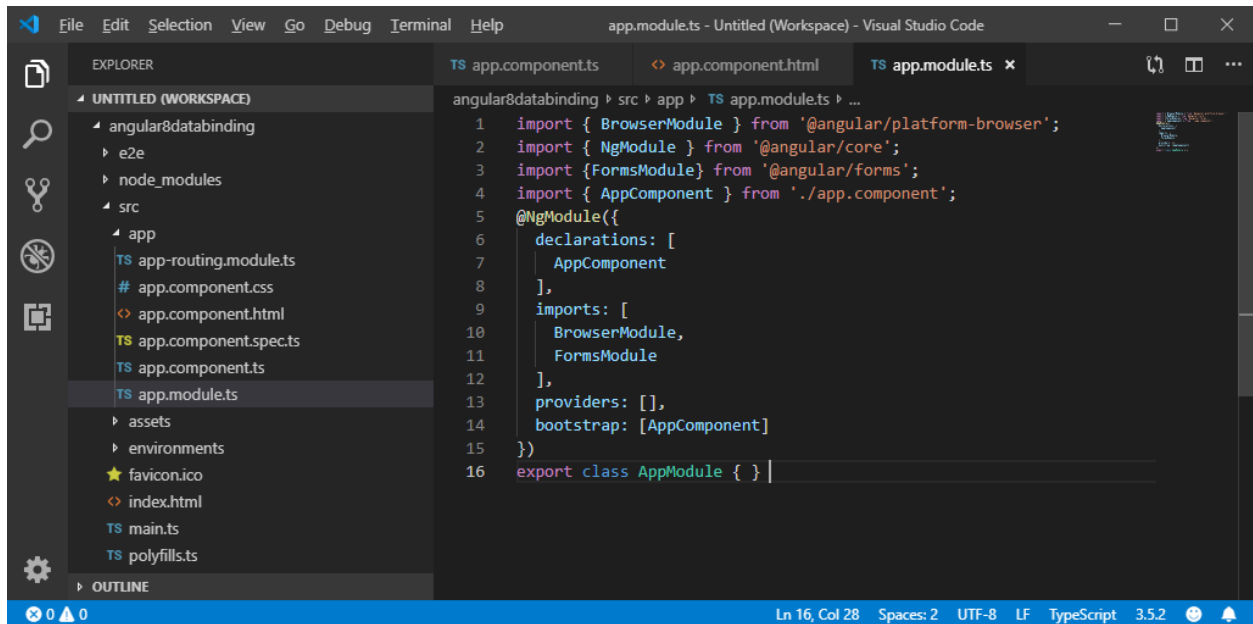 File Edit Selection View Go Debug Terminal Help app.module.ts - Untitled (Workspace) - Visual Studio Code
EXPLORER
UNTITLED (WORKSPACE)
angular8databinding
e2e
node_modules
src
app
TS app-routing.module.ts
# app.component.css
<> app.component.html
TS app.component.spec.ts
TS app.component.ts
TS app.module.ts
assets
environments
favicon.ico
<> index.html
TS main.ts
TS polyfills.ts
OUTLINE
TS app.component.ts <> app.component.html TS app.module.ts
angular8databinding src app TS app.module.ts ...
1 import { BrowserModule } from '@angular/platform-browser';
2 import { NgModule } from '@angular/core';
3 import {FormsModule} from '@angular/forms';
4 import { AppComponent } from './app.component';
5 @NgModule({
6 declarations: [
7 AppComponent
8 ],
9 imports: [
10 BrowserModule,
11 FormsModule
12 ],
13 providers: [],
14 bootstrap: [AppComponent]
15 })
16 export class AppModule { }
0 0 Ln 16, Col 28 Spaces: 2 UTF-8 LF TypeScript 3.5.2